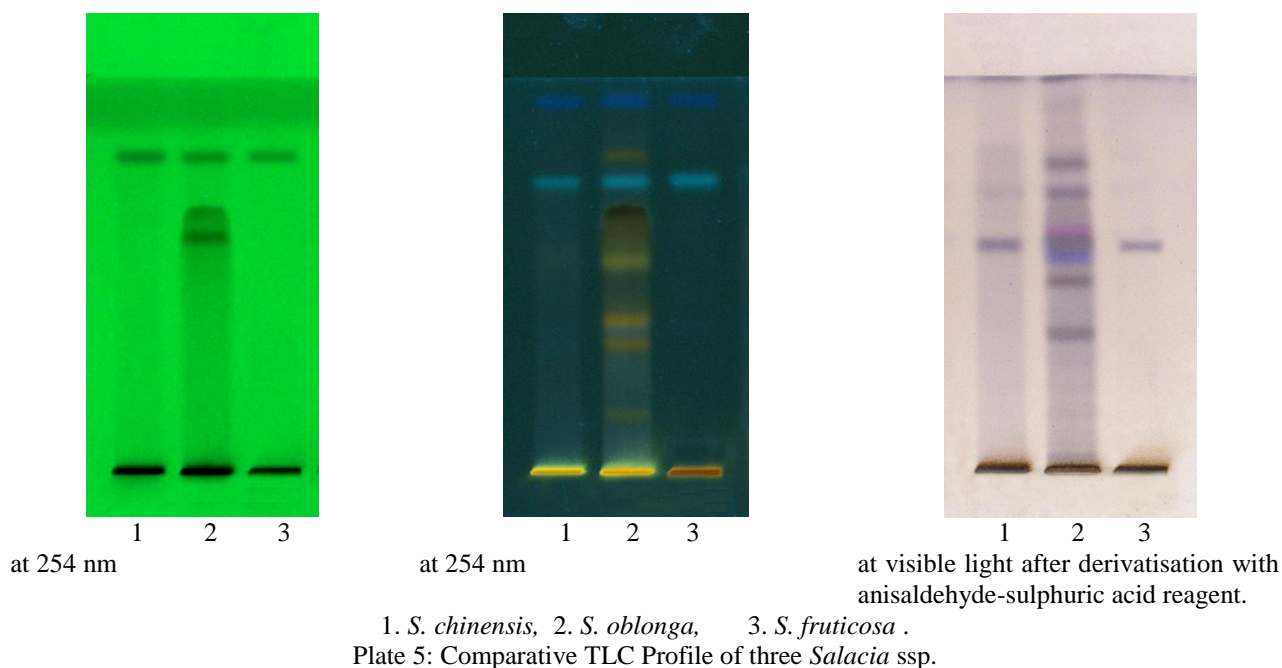 1 2 3
1 2 3
1 2 3
at 254 nm
at 254 nm
at visible light after derivatisation with
anisaldehyde-sulphuric acid reagent.
1. S. chinensis, 2. S. oblonga, 3. S. fruticosa .
Plate 5: Comparative TLC Profile of three Salacia ssp.